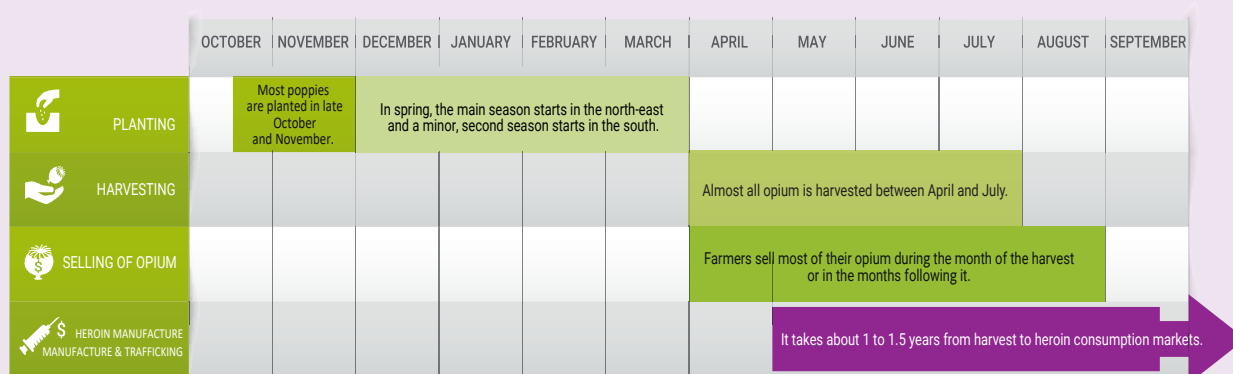 OCTOBER NOVEMBER DECEMBER JANUARY FEBRUARY MARCH APRIL MAY JUNE JULY AUGUST SEPTEMBER
PLANTING
Most poppies
are planted in late
October
and November.
In spring, the main season starts in the north-east
and a minor, second season starts in the south.
HARVESTING
Almost all opium is harvested between April and July.
$ SELLING OF OPIUM
Farmers sell most of their opium during the month of the harvest
or in the months following it.
$ HEROIN MANUFACTURE
MANUFACTURE & TRAFFICKING
It takes about 1 to 1.5 years from harvest to heroin consumption markets.